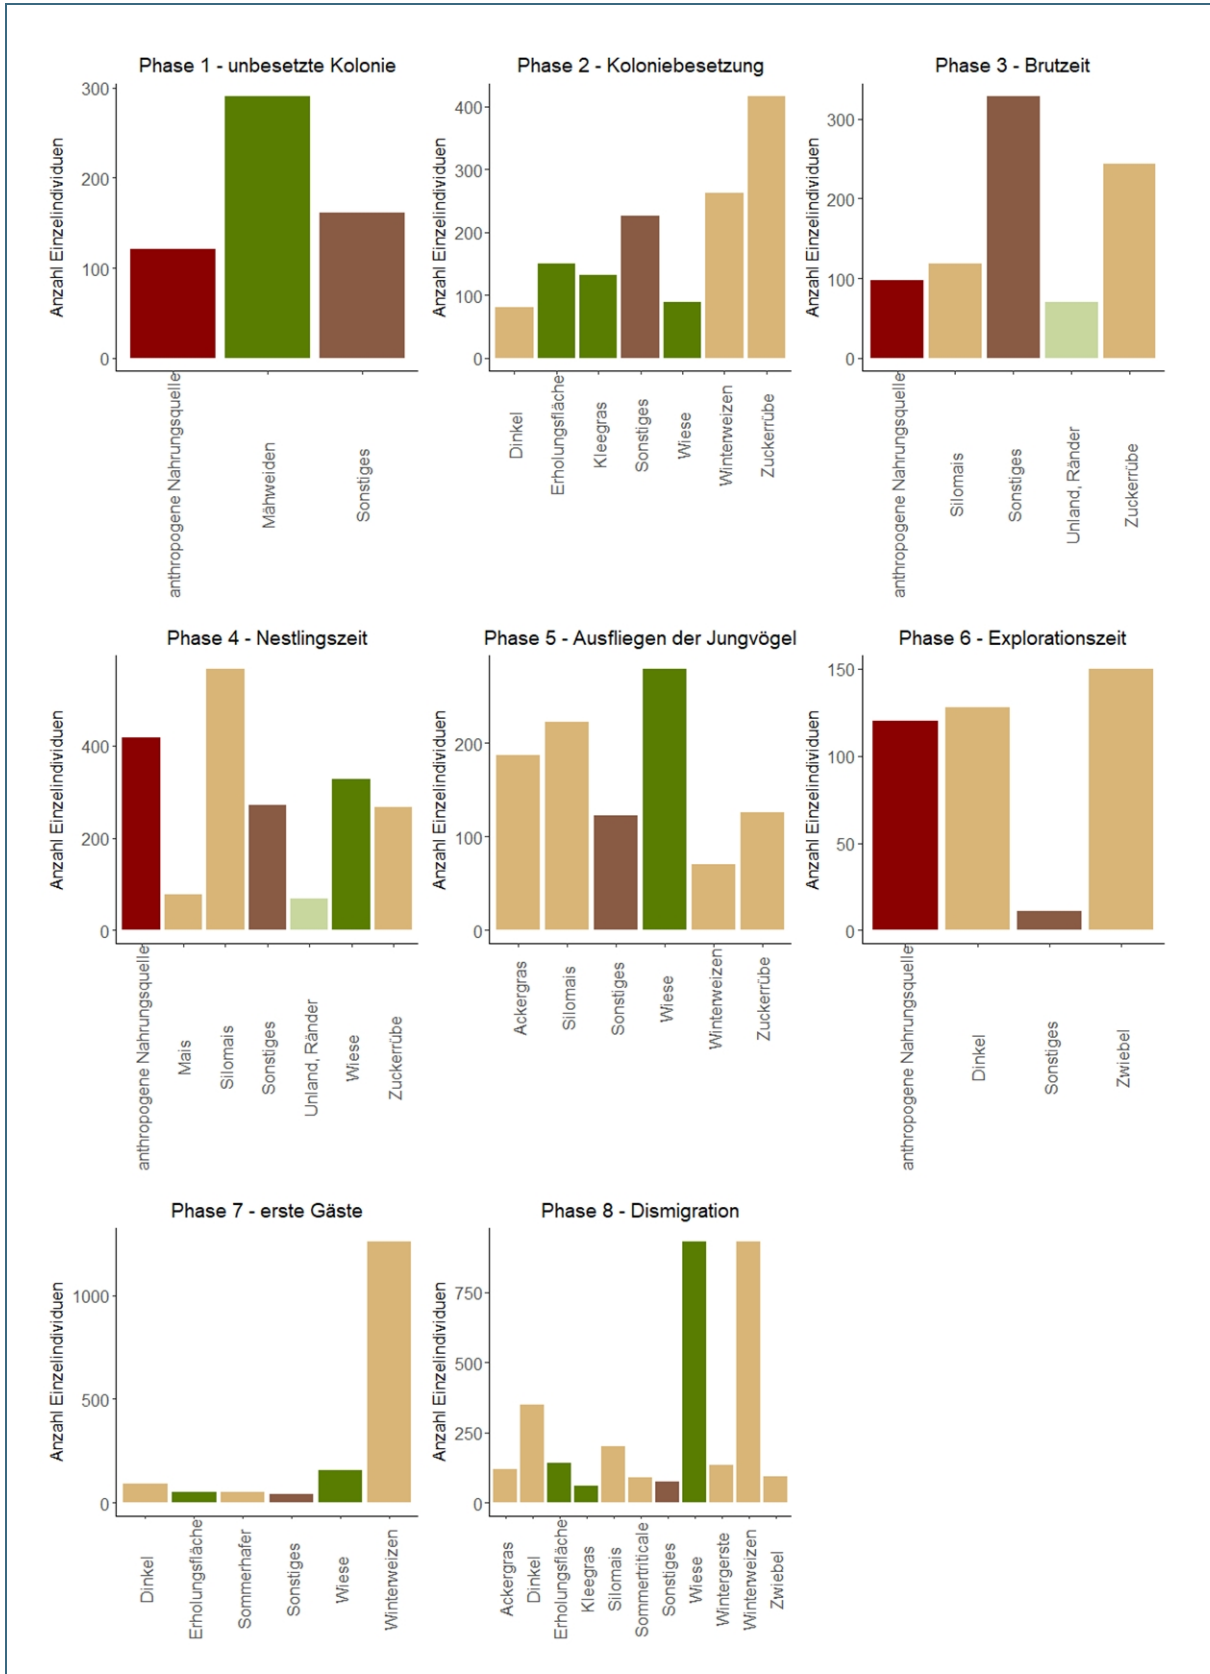 Phase 1 - unbesetzte Kolonie
Anzahl Einzelindividuen
300
200
100
0
anthropogene Nahrungsquelle
Mähweiden
Sonstiges
Phase 2 - Koloniebesetzung
Anzahl Einzelindividuen
400
300
200
100
0
Dinkel
Erholungsfläche
Kleegras
Sonstiges
Wiese
Winterweizen
Zuckerrübe
Phase 3 - Brutzeit
Anzahl Einzelindividuen
300
200
100
0
anthropogene Nahrungsquelle
Silomais
Sonstiges
Unland, Ränder
Zuckerrübe
Phase 4 - Nestlingszeit
Anzahl Einzelindividuen
400
200
0
anthropogene Nahrungsquelle
Mais
Silomais
Sonstiges
Unland, Ränder
Wiese
Zuckerrübe
Phase 5 - Ausfliegen der Jungvögel
Anzahl Einzelindividuen
200
100
0
Ackergras
Silomais
Sonstiges
Wiese
Winterweizen
Zuckerrübe
Phase 6 - Explorationszeit
Anzahl Einzelindividuen
150
100
50
0
anthropogene Nahrungsquelle
Dinkel
Sonstiges
Zwiebel
Phase 7 - erste Gäste
Anzahl Einzelindividuen
1000
500
0
Dinkel
Erholungsfläche
Sommerhafer
Sonstiges
Wiese
Winterweizen
Phase 8 - Dismigration
Anzahl Einzelindividuen
750
500
250
0
Ackergras
Dinkel
Erholungsfläche
Kleegras
Silomais
Sommertriticale
Sonstiges
Wiese
Wintergerste
Winterweizen
Zwiebel